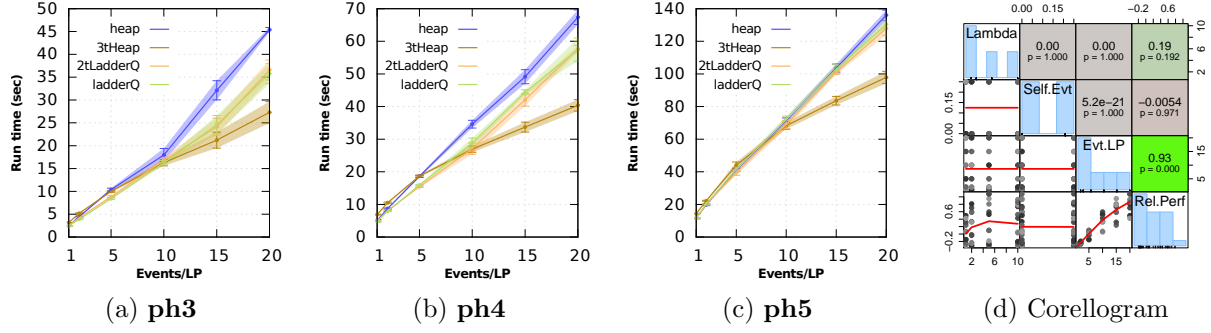 50
45
40
35
30
25
20
15
10
5
0
Run time (sec)
heap
3tHeap
2tLadderQ
ladderQ
1 5 10 15 20
Events/LP
(a) ph3
70
60
50
40
30
20
10
0
Run time (sec)
heap
3tHeap
2tLadderQ
ladderQ
1 5 10 15 20
Events/LP
(b) ph4
140
120
100
80
60
40
20
0
Run time (sec)
heap
3tHeap
2tLadderQ
ladderQ
1 5 10 15 20
Events/LP
(c) ph5
0.00 0.15 −0.2 0.6
Lambda
0.00
p = 1.000
0.00
p = 1.000
0.19
p = 0.192
2 6 10
0.00 0.15
Self.Evt
5.2e−21
p = 1.000
−0.0054
p = 0.971
Evt.LP
0.93
p = 0.000
5 15
−0.2 0.6
Rel.Perf
2 6 10 5 15
(d) Corellogram